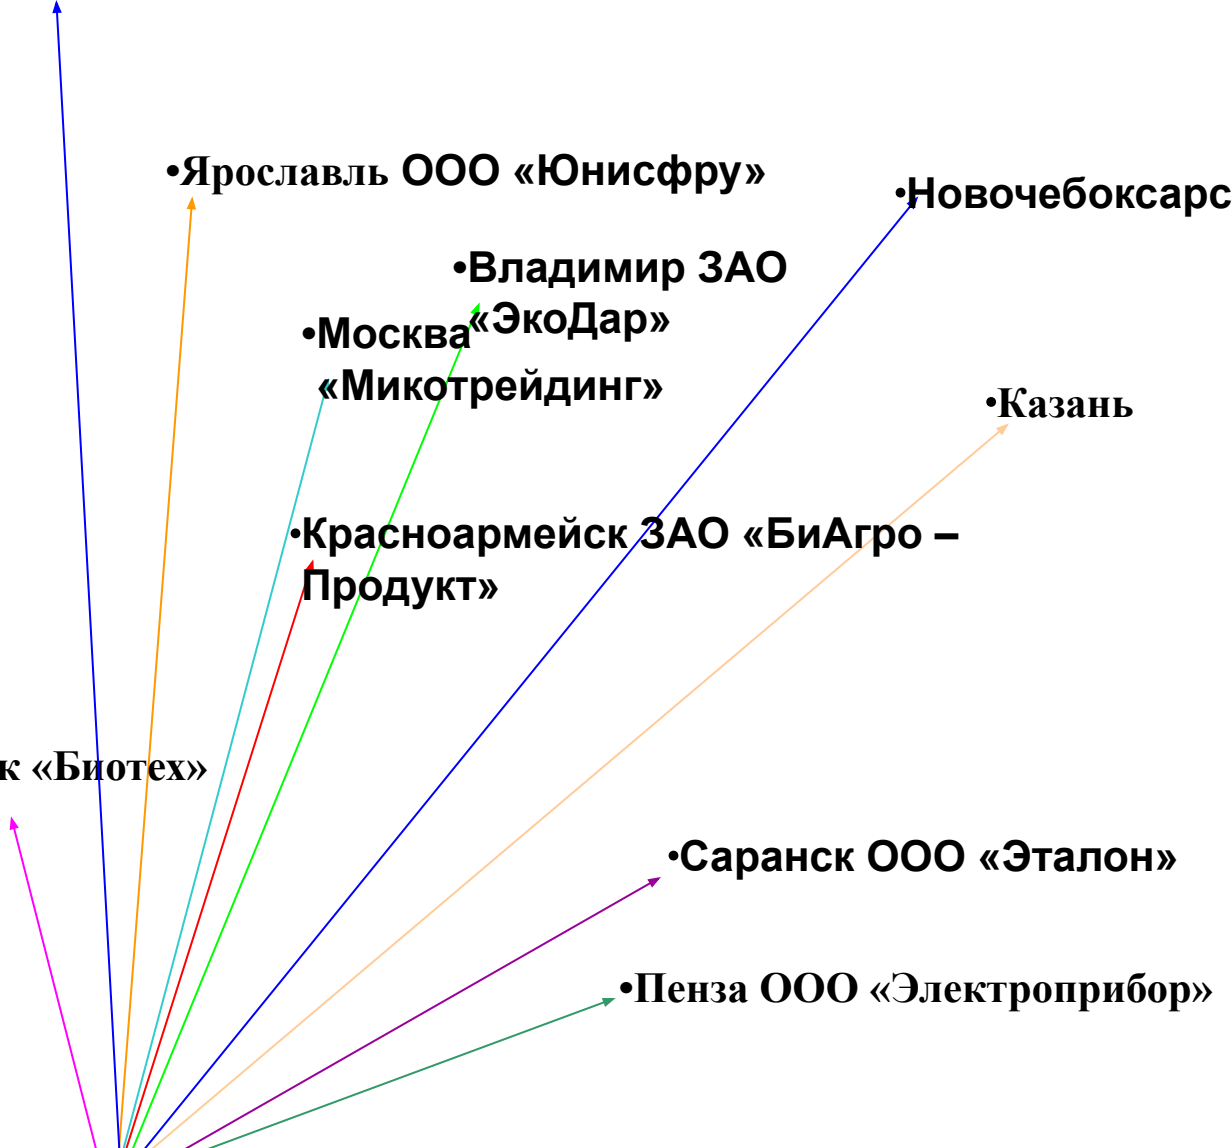 •Ярославль ООО «Юнисфру»
•Новочебоксарс
•Владимир ЗАО
«ЭкоДар»
•Москва
«Микотрейдинг»
•Казань
•Красноармейск ЗАО «БиАгро –
Продукт»
к «Биотех»
•Саранск ООО «Эталон»
•Пенза ООО «Электроприбор»